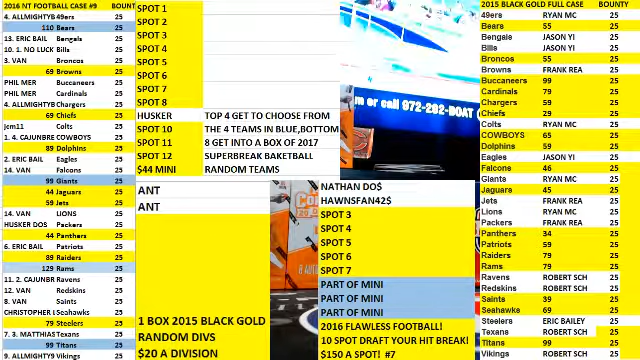 2016 NT FOOTBALL CASE #9 BOUNT
4. ALLMIGHTYB 49ers 25
110 Bears 25
13. ERIC BAIL Bengals 25
10. 1. NO LUCK Bills 25
3. VAN Broncos 25
69 Browns 25
PHIL MER Buccaneers 25
PHIL MER Cardinals 25
4. ALLMIGHTYB Chargers 25
69 Chiefs 25
jcm11 Colts 25
1. 4. CAJUNBRE COWBOYS 25
89 Dolphins 25
2. ERIC BAIL Eagles 25
14. VAN Falcons 25
99 Giants 25
44 Jaguars 25
59 Jets 25
14. VAN LIONS 25
HUSKER DOS Packers 25
44 Panthers 25
6. ERIC BAIL Patriots 25
89 Raiders 25
129 Rams 25
11. 2. CAJUNBR Ravens 25
12. VAN Redskins 25
8. VAN Saints 25
CHRISTOPHER Seahawks 25
79 Steelers 25
7. 3. MATTHIAS Texans 25
99 Titans 25
9. ALLMIGHTYB Vikings 25
SPOT 1
SPOT 2
SPOT 3
SPOT 4
SPOT 5
SPOT 6
SPOT 7
SPOT 8
HUSKER TOP 4 GET TO CHOOSE FROM
SPOT 10 THE 4 TEAMS IN BLUE,BOTTOM
SPOT 11 8 GET INTO A BOX OF 2017
SPOT 12 SUPERBREAK BAKETBALL
$44 MINI RANDOM TEAMS
m or call 972-292-BOAT
ANT
ANT
1 BOX 2015 BLACK GOLD
RANDOM DIVS
$20 A DIVISION
NATHAN DO$
HAWNSFAN42$
SPOT 3
SPOT 4
SPOT 5
SPOT 6
SPOT 7
PART OF MINI
PART OF MINI
PART OF MINI
2016 FLAWLESS FOOTBALL!
10 SPOT DRAFT YOUR HIT BREAK!
$150 A SPOT! #7
2015 BLACK GOLD FULL CASE BOUNTY
49ers RYAN MC 25
Bears 55 25
Bengals JASON YI 25
Bills JASON YI 25
Broncos 55 25
Browns FRANK REA 25
Buccaneers 99 25
Cardinals 79 25
Chargers 59 25
Chiefs 29 25
Colts RYAN MC 25
COWBOYS 65 25
Dolphins 59 25
Eagles JASON YI 25
Falcons 46 25
Giants RYAN MC 25
Jaguars 45 25
Jets FRANK REA 25
Lions RYAN MC 25
Packers FRANK REA 25
Panthers 34 25
Patriots 59 25
Raiders 79 25
Rams 79 25
Ravens ROBERT SCH 25
Redskins ROBERT SCH 25
Saints 39 25
Seahawks 69 25
Steelers ERIC BAILEY 25
Texans ROBERT SCH 25
Titans 99 25
Vikings ROBERT SCH 25